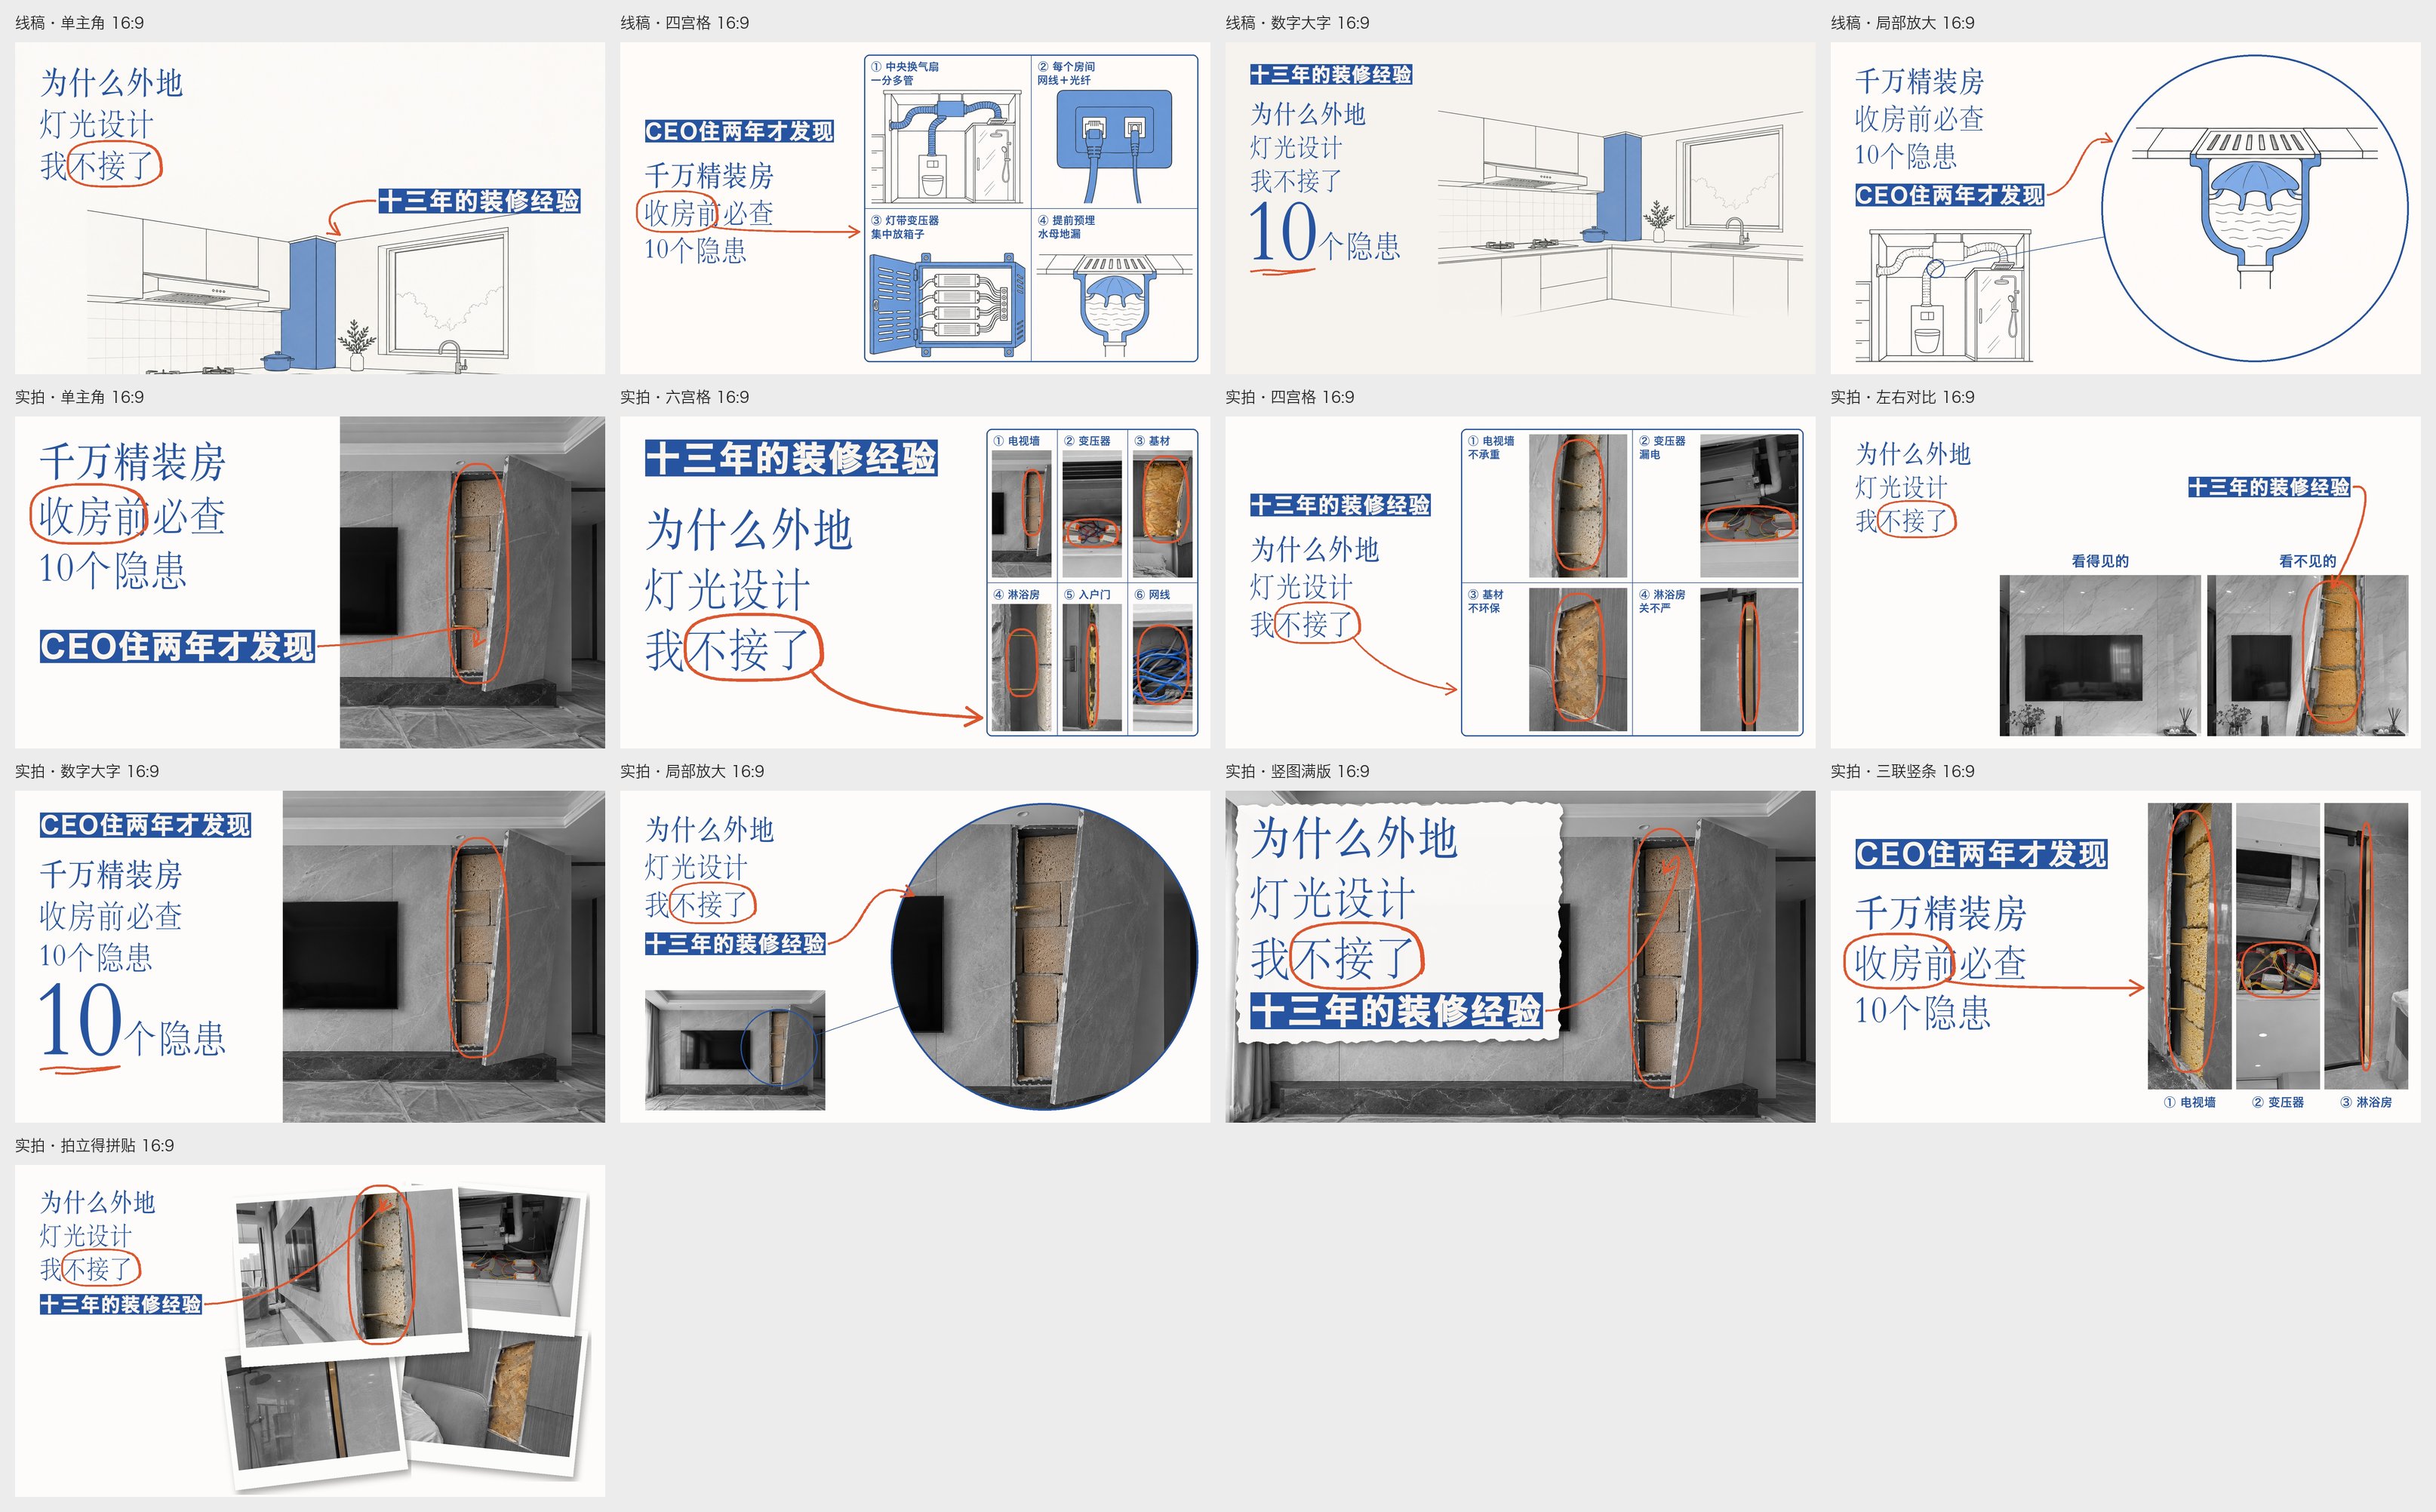 线稿・单主角 16:9
为什么外地
灯光设计
我不接了
十三年的装修经验
线稿・四宫格 16:9
CEO住两年才发现
千万精装房
收房前必查
10个隐患
① 中央换气扇
一分多管
② 每个房间
网线+光纤
③ 灯带变压器
集中放箱子
④ 提前预埋
水母地漏
线稿・数字大字 16:9
十三年的装修经验
为什么外地
灯光设计
我不接了
10个隐患
线稿・局部放大 16:9
千万精装房
收房前必查
10个隐患
CEO住两年才发现
实拍・单主角 16:9
千万精装房
收房前必查
10个隐患
CEO住两年才发现
实拍・六宫格 16:9
十三年的装修经验
为什么外地
灯光设计
我不接了
① 电视墙
② 变压器
③ 基材
④ 淋浴房
⑤ 入户门
⑥ 网线
实拍・四宫格 16:9
十三年的装修经验
为什么外地
灯光设计
我不接了
① 电视墙
不承重
② 变压器
漏电
③ 基材
不环保
④ 淋浴房
关不严
实拍・左右对比 16:9
为什么外地
灯光设计
我不接了
十三年的装修经验
看得见的
看不见的
实拍・数字大字 16:9
CEO住两年才发现
千万精装房
收房前必查
10个隐患
10个隐患
实拍・局部放大 16:9
为什么外地
灯光设计
我不接了
十三年的装修经验
实拍・竖图满版 16:9
为什么外地
灯光设计
我不接了
十三年的装修经验
实拍・三联竖条 16:9
CEO住两年才发现
千万精装房
收房前必查
10个隐患
① 电视墙
② 变压器
③ 淋浴房
实拍・拍立得拼贴 16:9
为什么外地
灯光设计
我不接了
十三年的装修经验